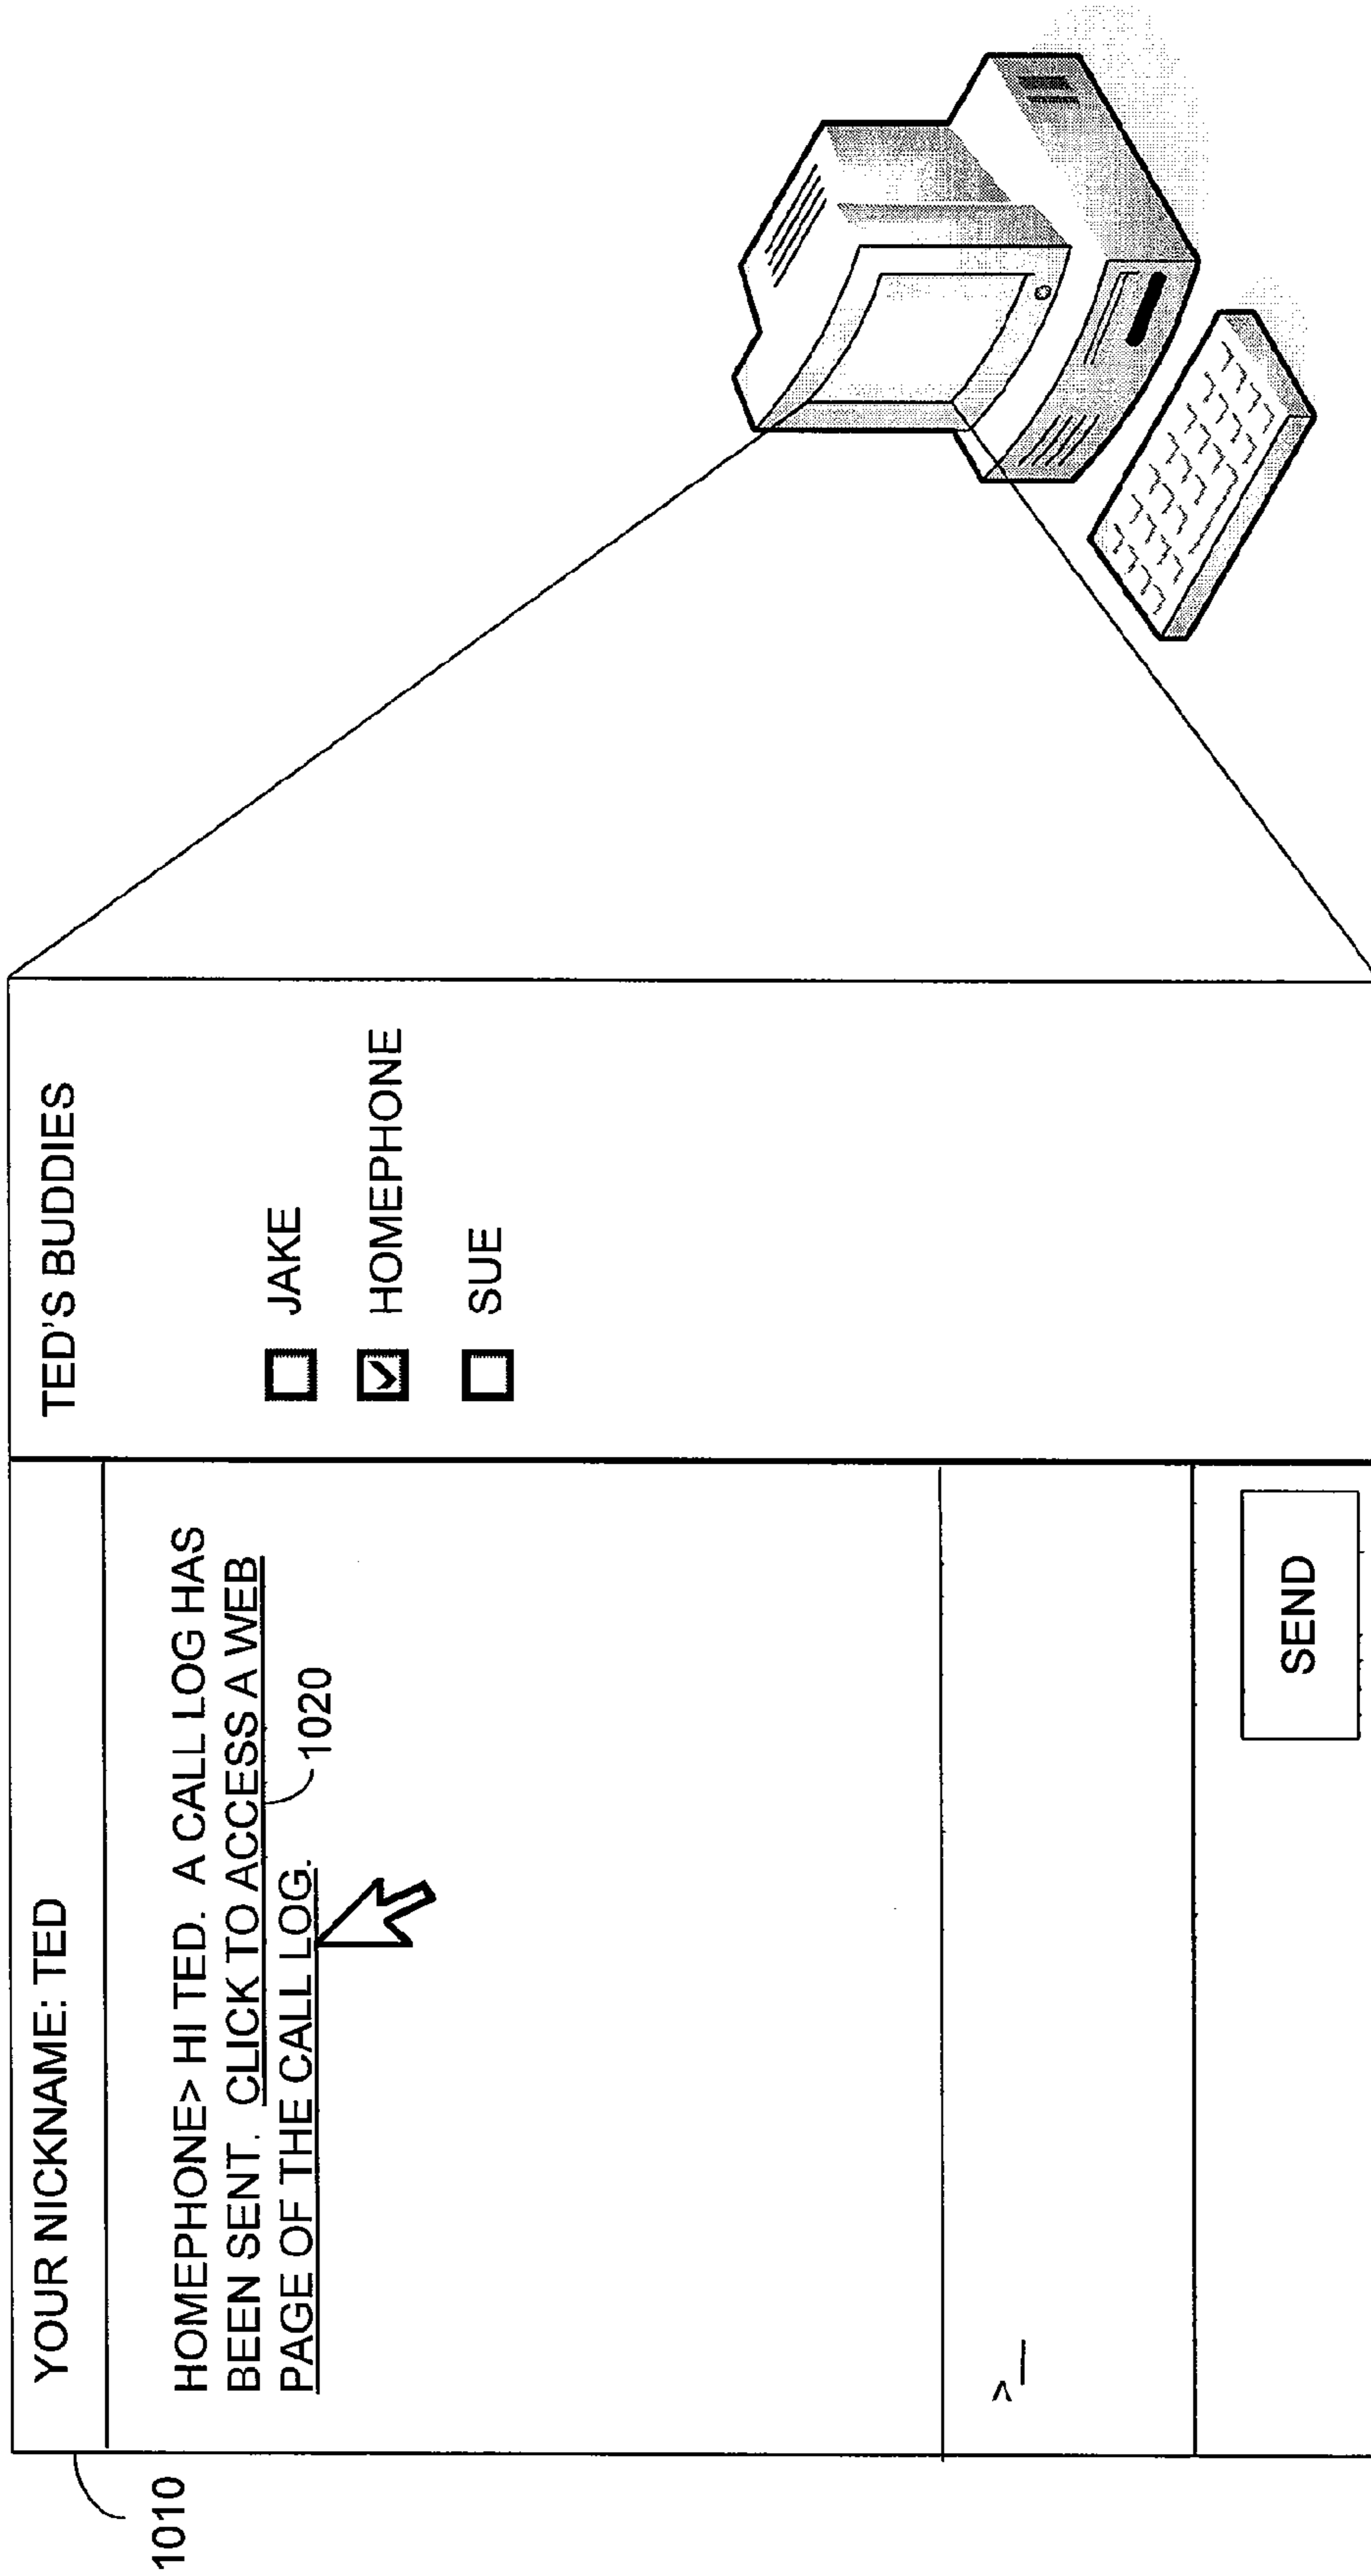 YOUR NICKNAME: TED
HOMEPHONE> HI TED. A CALL LOG HAS
BEEN SENT. CLICK TO ACCESS A WEB
PAGE OF THE CALL LOG.
1020
>_
SEND
TED'S BUDDIES
JAKE
HOMEPHONE
SUE
1010